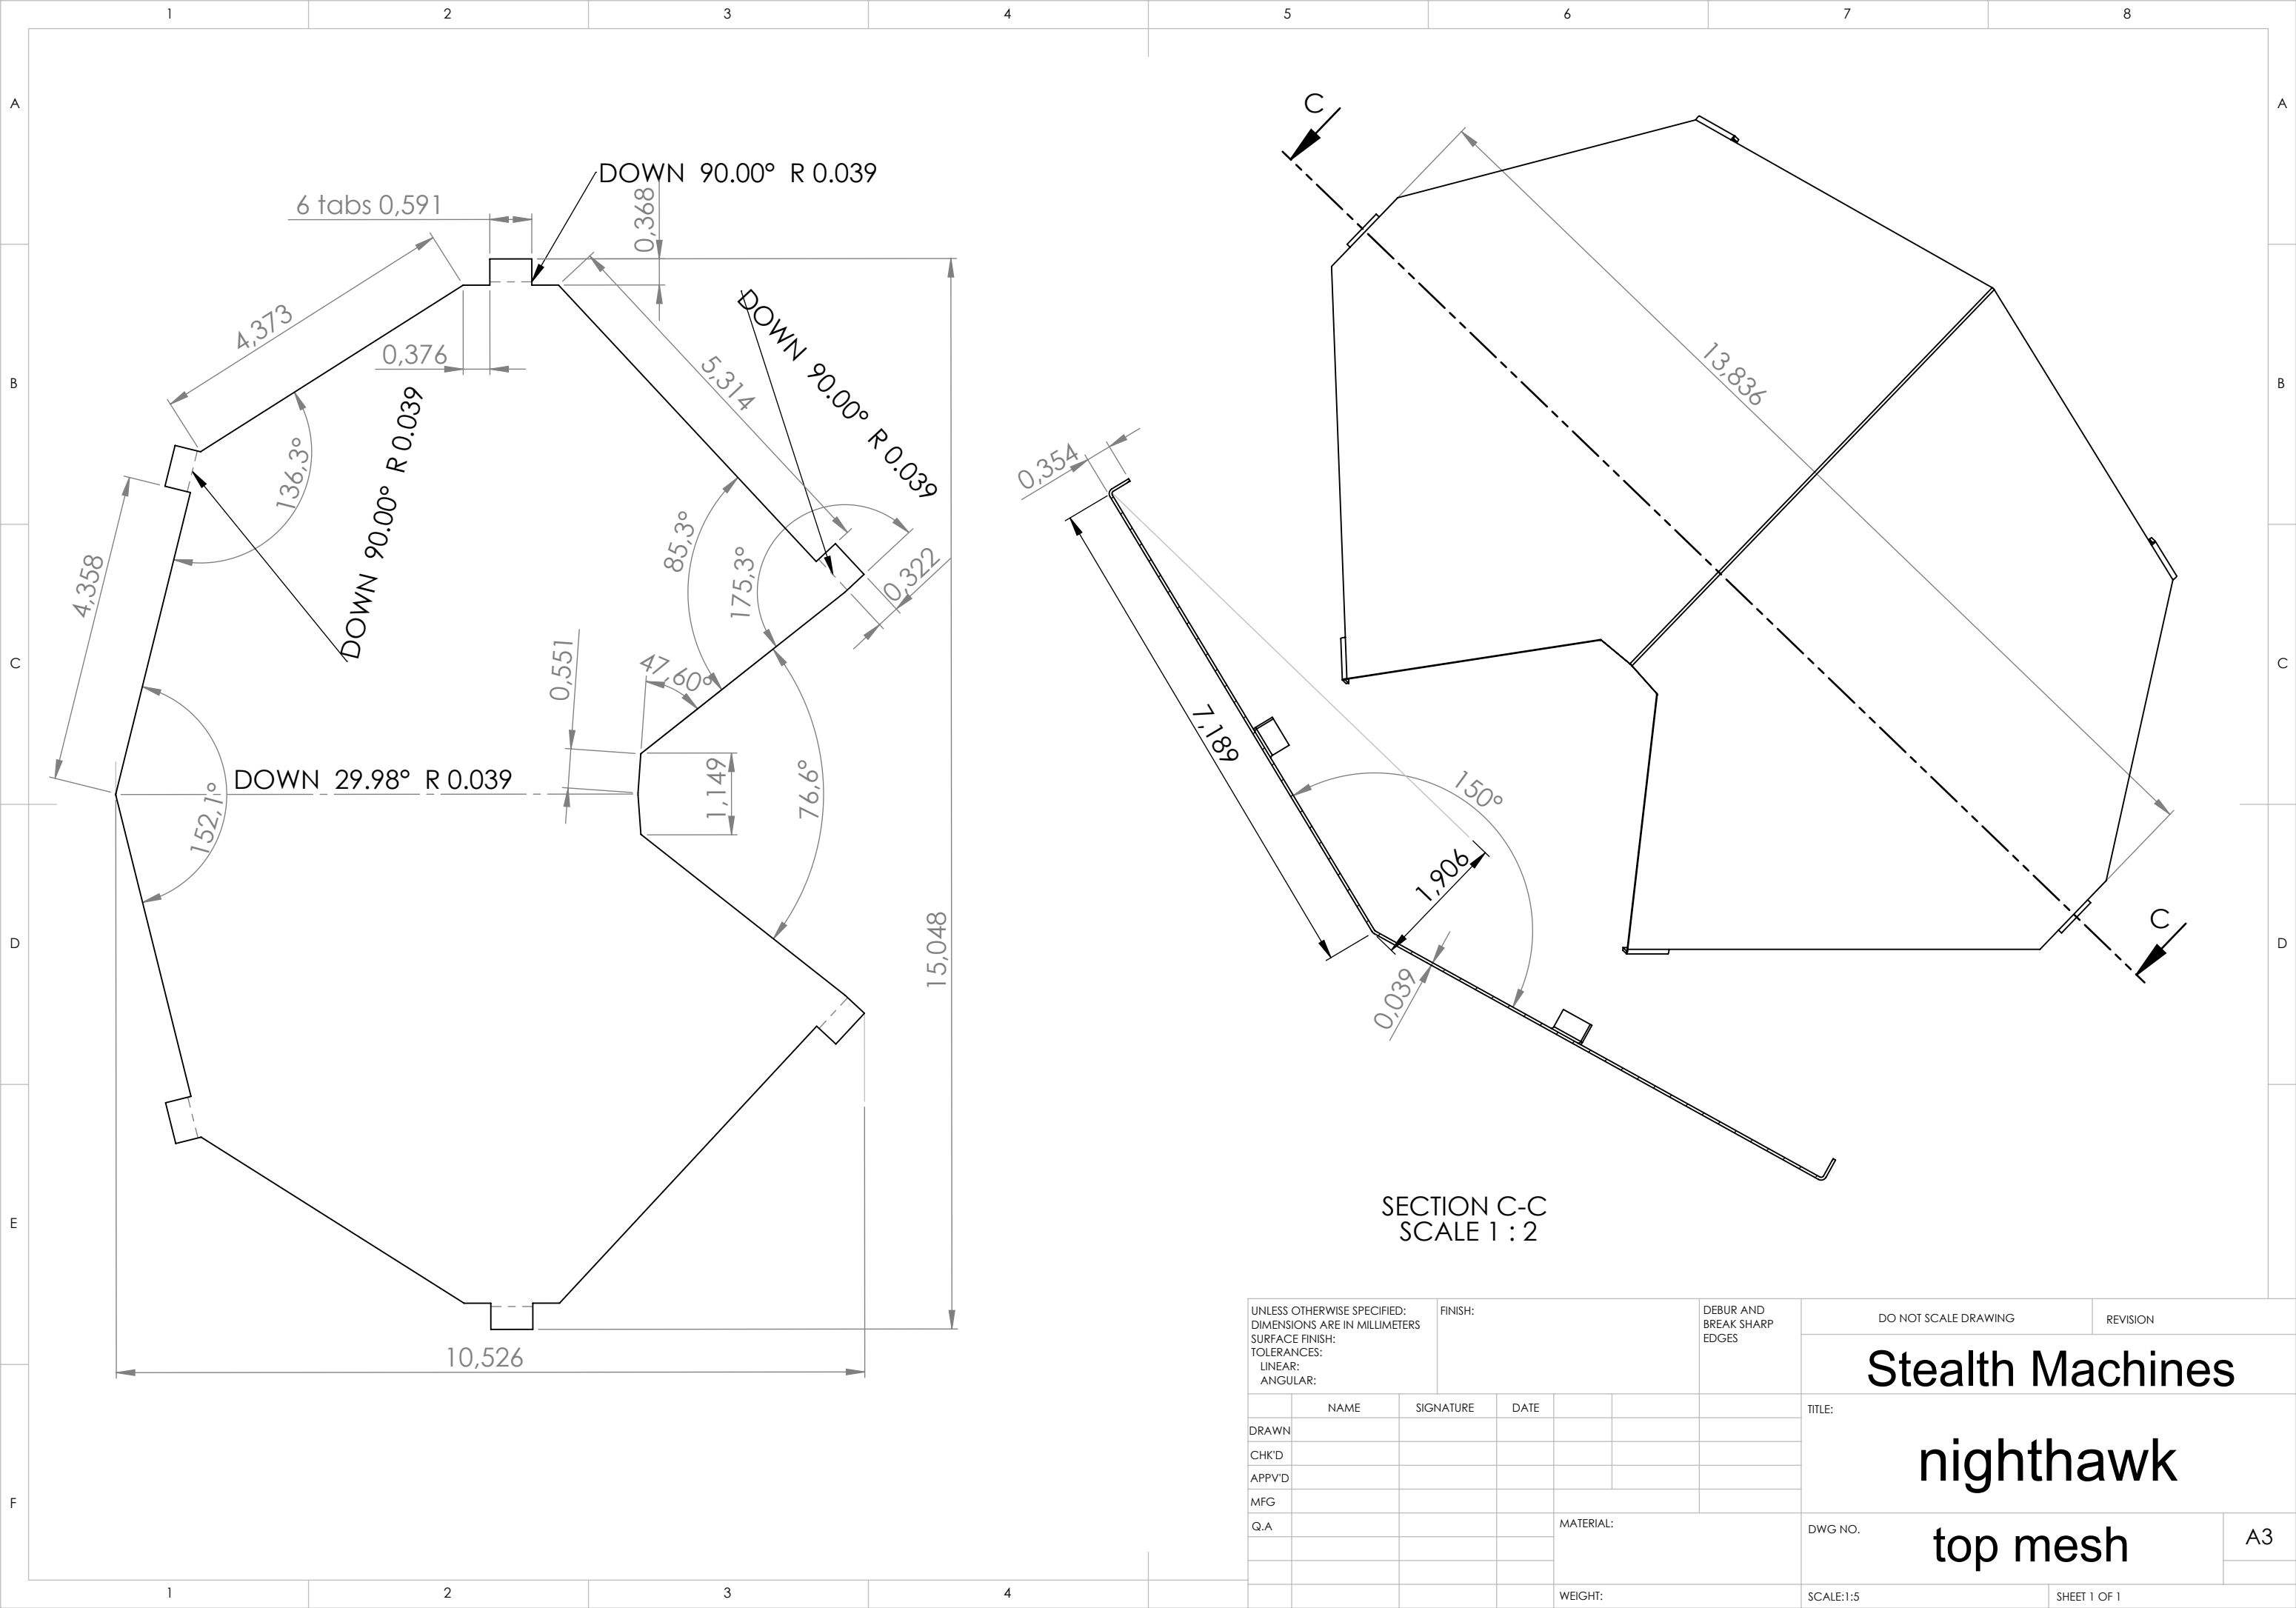 1 2 3 4 5 6 7 8
A A
B B
C C
D D
E
F
DOWN 90.00° R 0.039
6 tabs 0,591
0,368
4,373
0,376
5,314
DOWN 90.00° R 0.039
136,3°
DOWN 90.00° R 0.039
4,358
85,3°
175,3°
0,322
0,551
47,60°
1,149
76,6°
DOWN 29.98° R 0.039
152,1°
15,048
10,526
C
13,836
C
0,354
7,189
150°
1,906
0,039
SECTION C-C
SCALE 1 : 2
UNLESS OTHERWISE SPECIFIED:
DIMENSIONS ARE IN MILLIMETERS
SURFACE FINISH:
TOLERANCES:
LINEAR:
ANGULAR:
FINISH:
DEBUR AND
BREAK SHARP
EDGES
DO NOT SCALE DRAWING
REVISION
Stealth Machines
NAME SIGNATURE DATE
DRAWN
CHK'D
APPV'D
MFG
Q.A
TITLE:
nighthawk
MATERIAL:
DWG NO.
top mesh
A3
WEIGHT:
SCALE:1:5
SHEET 1 OF 1
1 2 3 4